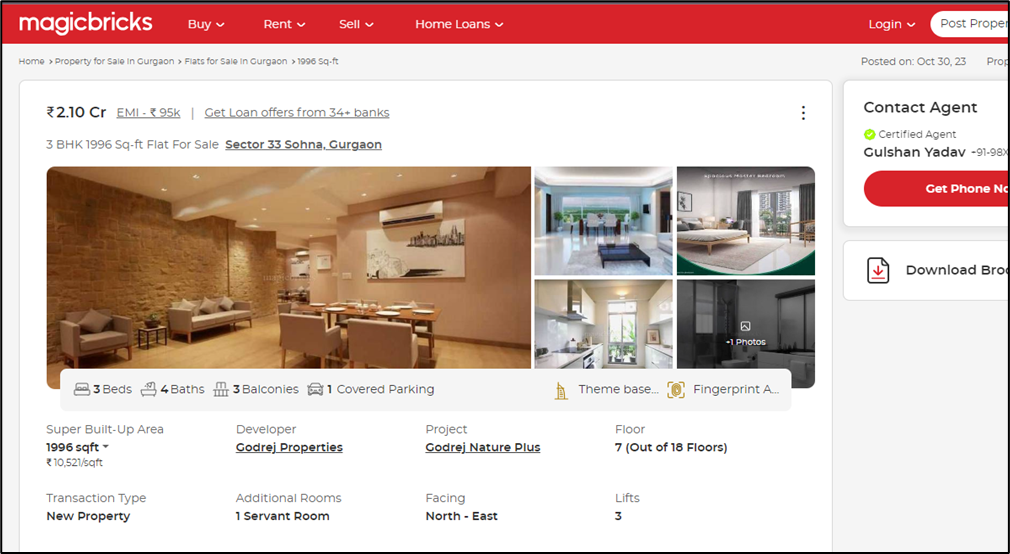 magicbricks Buy Rent Sell Home Loans Login Post Proper
Home > Property for Sale In Gurgaon > Flats for Sale In Gurgaon > 1996 Sq-ft
Posted on: Oct 30, 23 Prop
₹2.10 Cr EMI - ₹ 95k | Get Loan offers from 34+ banks
3 BHK 1996 Sq-ft Flat For Sale Sector 33 Sohna, Gurgaon
Spacious Master Bedroom
+1 Photos
3 Beds 4 Baths 3 Balconies 1 Covered Parking Theme base... Fingerprint A...
Super Built-Up Area
1996 sqft
₹ 10,521/sqft
Developer
Godrej Properties
Project
Godrej Nature Plus
Floor
7 (Out of 18 Floors)
Transaction Type
New Property
Additional Rooms
1 Servant Room
Facing
North - East
Lifts
3
Contact Agent
Certified Agent
Gulshan Yadav +91-98X
Get Phone No
Download Broc